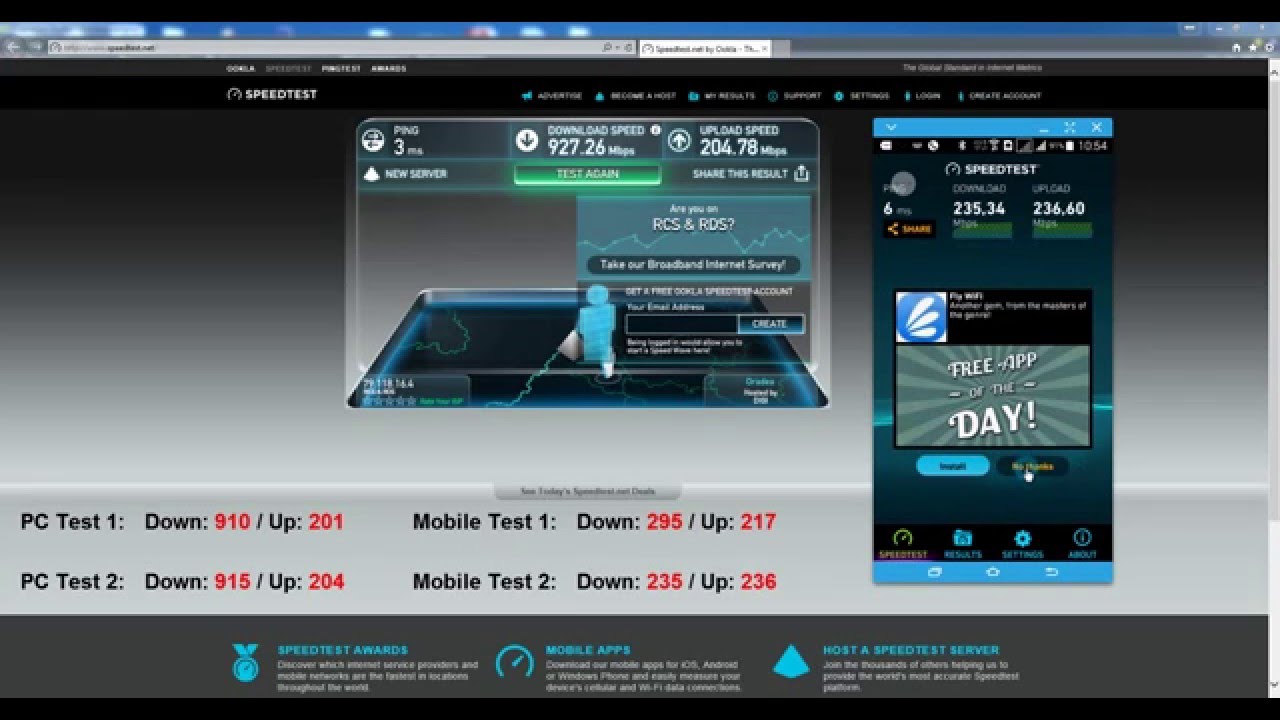 http://www.speedtest.net
Speedtest.net by Ookla - Th...
OOKLA SPEEDTEST PINGTEST AWARDS
The Global Standard in Internet Metrics
SPEEDTEST
ADVERTISE BECOME A HOST MY RESULTS SUPPORT SETTINGS LOGIN CREATE ACCOUNT
PING
3 ms
DOWNLOAD SPEED
927.26 Mbps
UPLOAD SPEED
204.78 Mbps
NEW SERVER
TEST AGAIN
SHARE THIS RESULT
Are you on
RCS & RDS?
Take our Broadband Internet Survey!
GET A FREE OOKLA SPEEDTEST ACCOUNT
Your Email Address
CREATE
Being logged in would allow you to
start a Speed Wave here!
79.118.16.4
RCS & RDS
Rate Your ISP
Oradea
Hosted by
DIGI
See Today's Speedtest.net Deals
10:54
SPEEDTEST
PING
6 ms
DOWNLOAD
235,34
Mbps
UPLOAD
236,60
Mbps
SHARE
Fly WiFi
Another gem, from the masters of
the genre!
FREE APP
OF THE
DAY!
Install
No thanks
SPEEDTEST RESULTS SETTINGS ABOUT
PC Test 1: Down: 910 / Up: 201
Mobile Test 1: Down: 295 / Up: 217
PC Test 2: Down: 915 / Up: 204
Mobile Test 2: Down: 235 / Up: 236
SPEEDTEST AWARDS
Discover which internet service providers and
mobile networks are the fastest in locations
throughout the world.
MOBILE APPS
Download our mobile apps for iOS, Android
or Windows Phone and easily measure your
device's cellular and Wi-Fi data connections.
HOST A SPEEDTEST SERVER
Join the thousands of others helping us to
provide the world's most accurate Speedtest
platform.